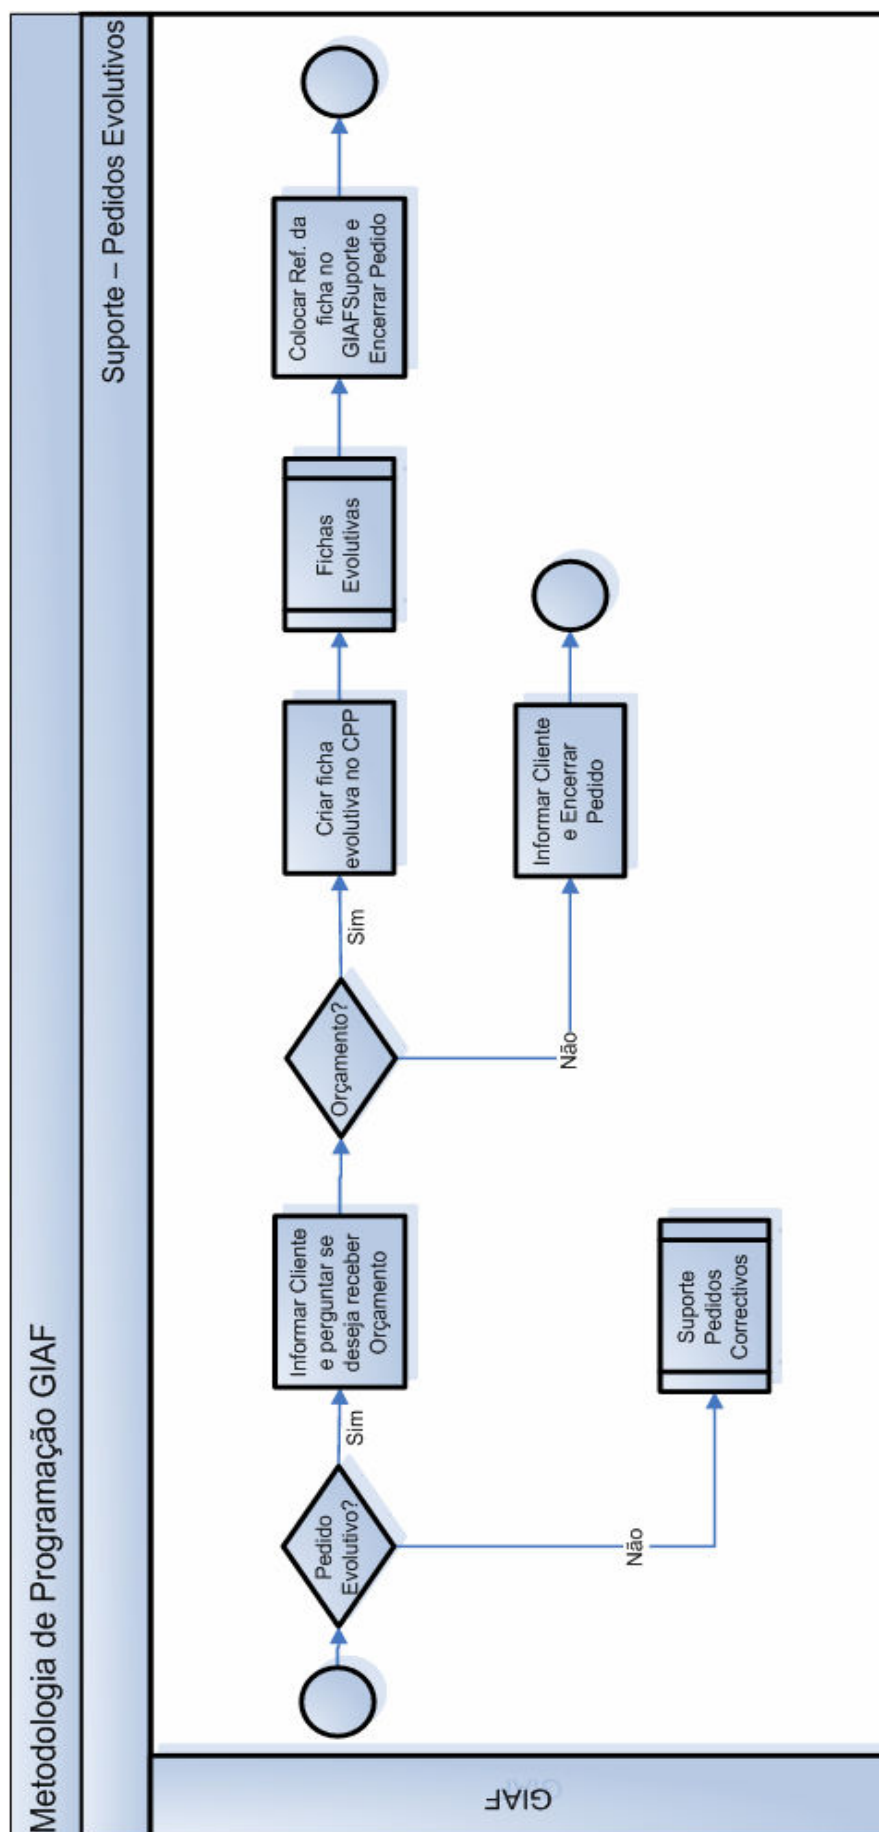 Metodologia de Programação GIAF
Suporte – Pedidos Evolutivos
GIAF
Pedido
Evolutivo?
Sim
Não
Informar Cliente
e perguntar se
deseja receber
Orçamento
Suporte
Pedidos
Correctivos
Orçamento?
Sim
Não
Criar ficha
evolutiva no CPP
Informar Cliente
e Encerrar
Pedido
Fichas
Evolutivas
Colocar Ref. da
ficha no
GIAFSuporte e
Encerrar Pedido